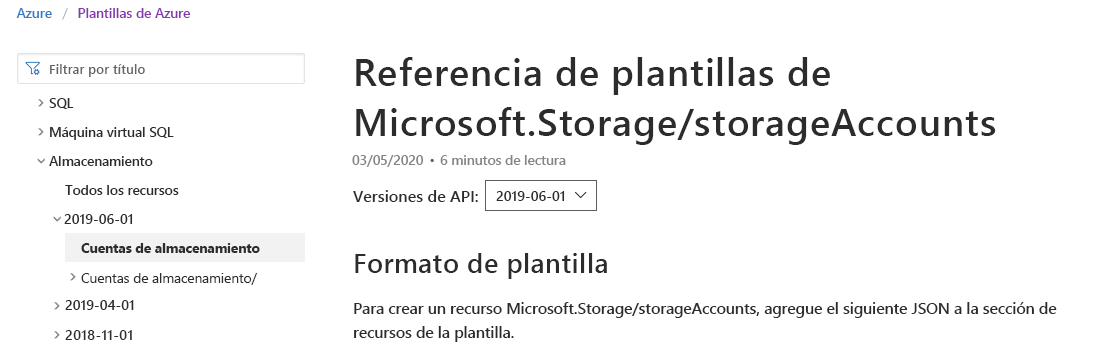 Azure / Plantillas de Azure
Filtrar por título
SQL
Máquina virtual SQL
Almacenamiento
Todos los recursos
2019-06-01
Cuentas de almacenamiento
Cuentas de almacenamiento/
2019-04-01
2018-11-01
Referencia de plantillas de
Microsoft.Storage/storageAccounts
03/05/2020 • 6 minutos de lectura
Versiones de API: 2019-06-01
Formato de plantilla
Para crear un recurso Microsoft.Storage/storageAccounts, agregue el siguiente JSON a la sección de
recursos de la plantilla.